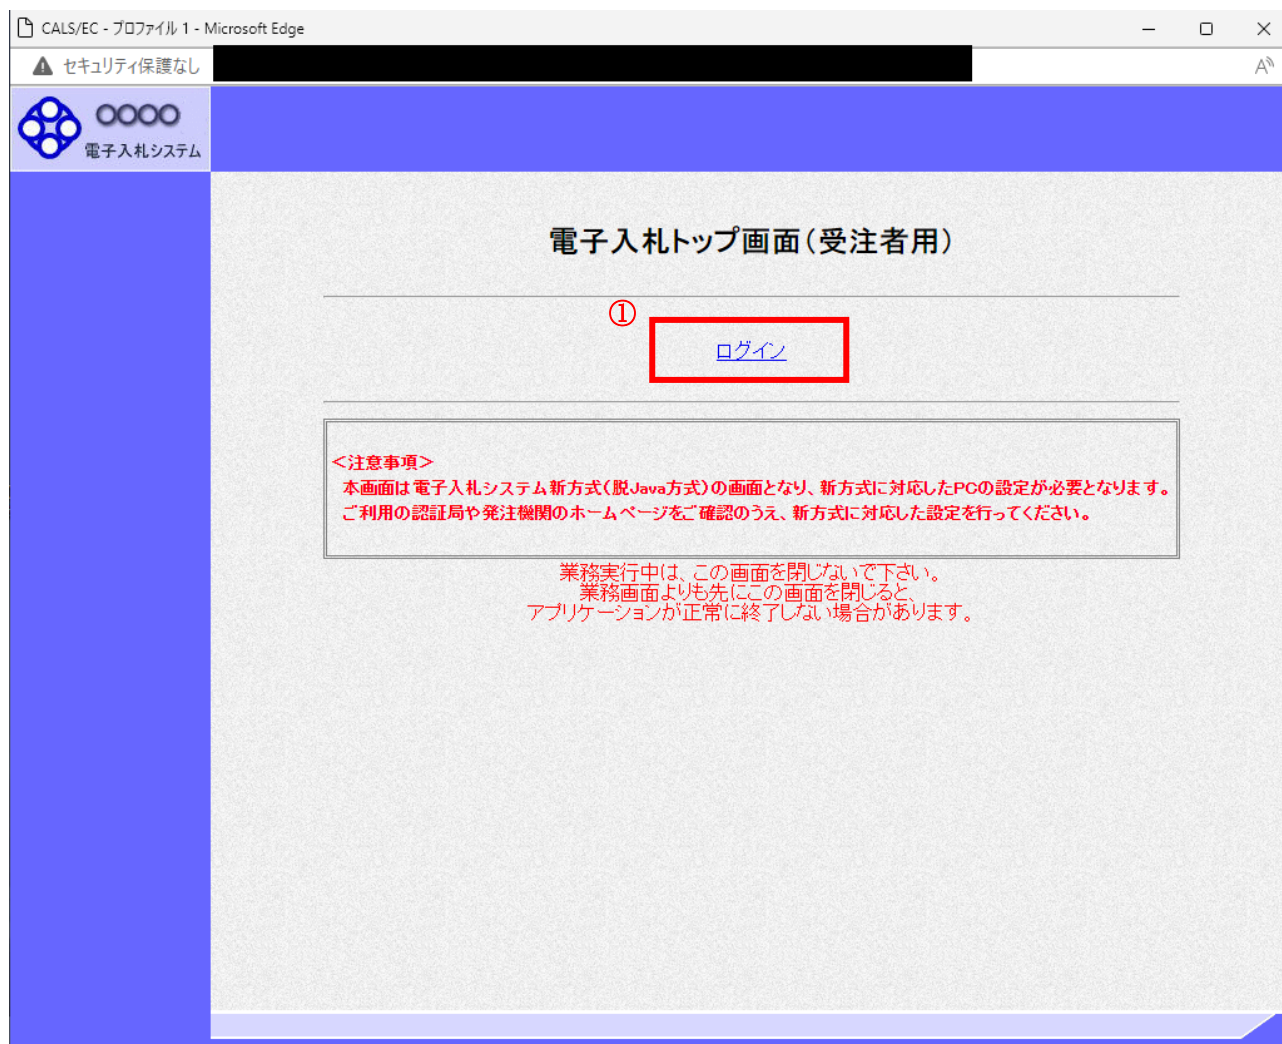 CALS/EC - プロファイル 1 - Microsoft Edge
セキュリティ保護なし
A
○○○○
電子入札システム
電子入札トップ画面(受注者用)
①
ログイン
<注意事項>
本画面は電子入札システム新方式(脱Java方式)の画面となり、新方式に対応したPCの設定が必要となります。
ご利用の認証局や発注機関のホームページをご確認のうえ、新方式に対応した設定を行ってください。
業務実行中は、この画面を閉じないで下さい。
業務画面よりも先にこの画面を閉じると、
アプリケーションが正常に終了しない場合があります。